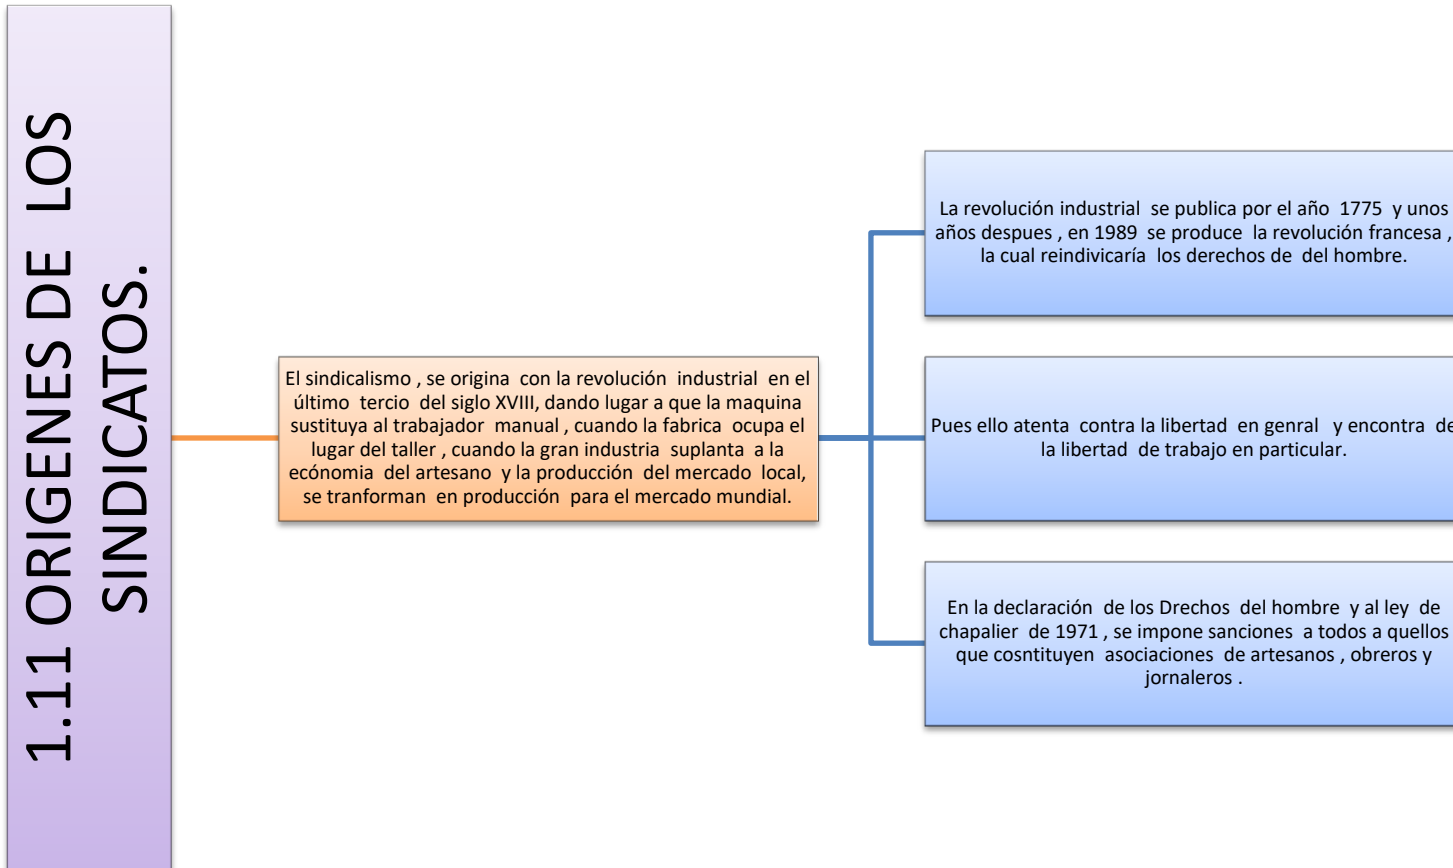 1.11 ORIGENES DE LOS
SINDICATOS.
El sindicalismo , se origina con la revolución industrial en el
último tercio del siglo XVIII, dando lugar a que la maquina
sustituya al trabajador manual , cuando la fabrica ocupa el
lugar del taller , cuando la gran industria suplanta a la
ecónomia del artesano y la producción del mercado local,
se tranforman en producción para el mercado mundial.
La revolución industrial se publica por el año 1775 y unos
años despues , en 1989 se produce la revolución francesa ,
la cual reindivicaría los derechos de del hombre.
Pues ello atenta contra la libertad en genral y encontra de
la libertad de trabajo en particular.
En la declaración de los Drechos del hombre y al ley de
chapalier de 1971 , se impone sanciones a todos a quellos
que cosntituyen asociaciones de artesanos , obreros y
jornaleros .